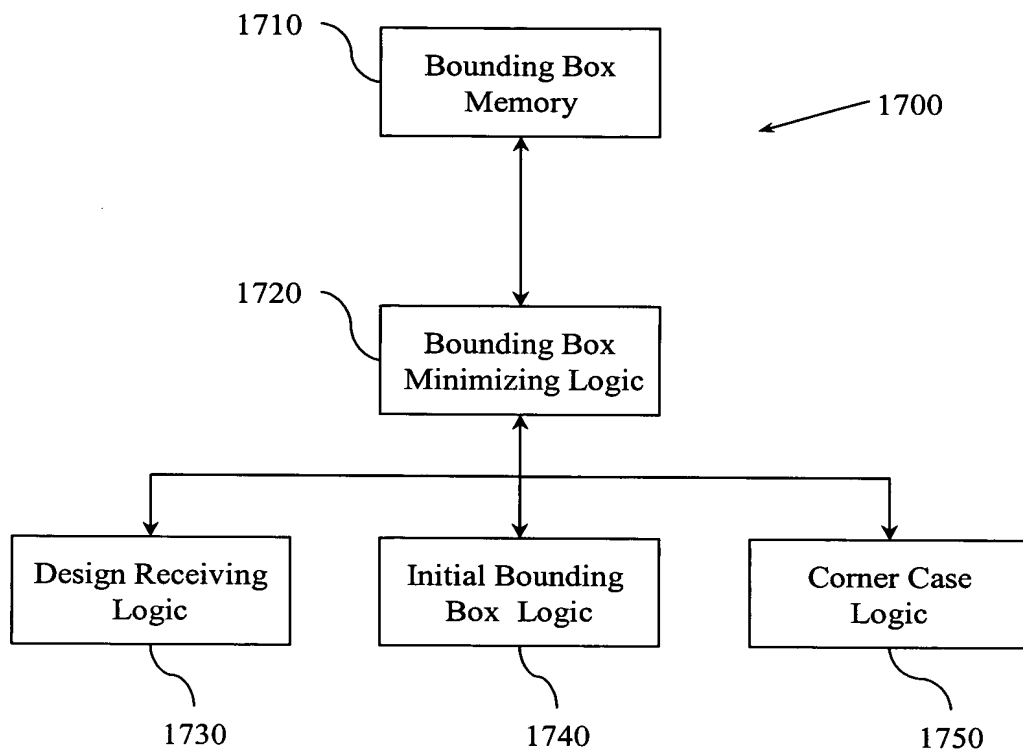 1710
Bounding Box
Memory
1700
1720
Bounding Box
Minimizing Logic
Design Receiving
Logic
Initial Bounding
Box Logic
Corner Case
Logic
1730
1740
1750